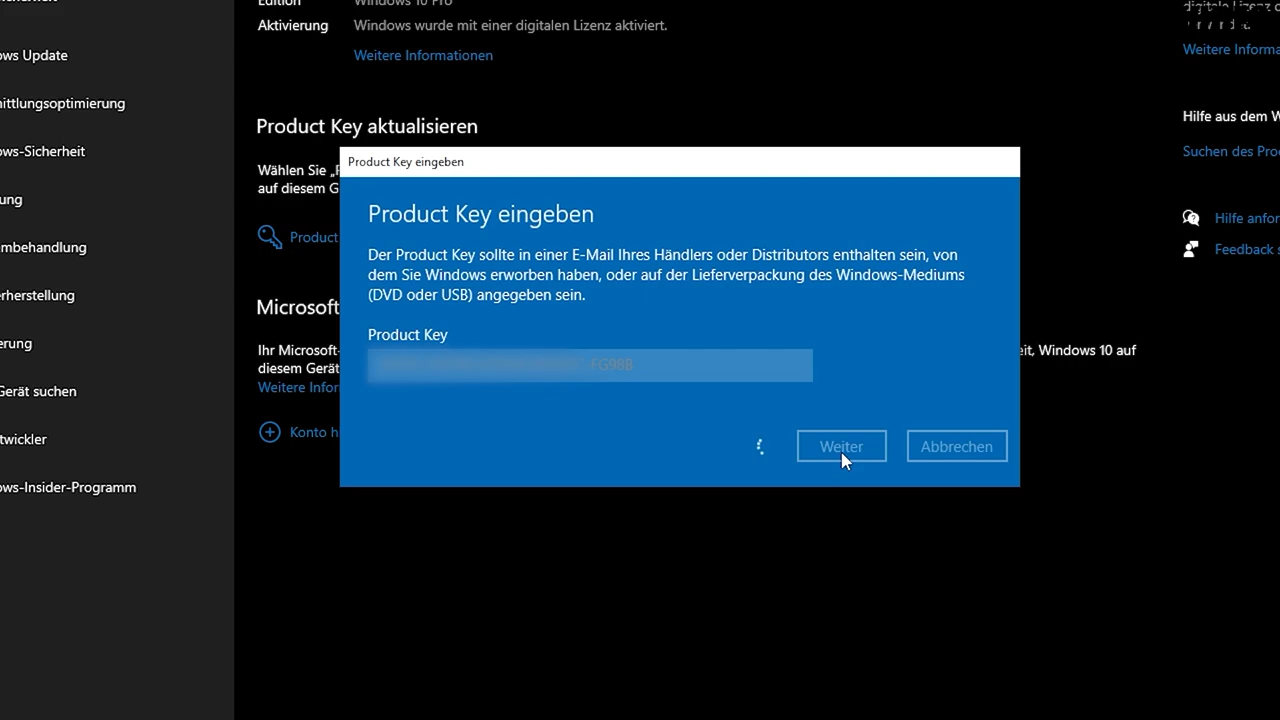 Edition Windows 10 Pro
Aktivierung Windows wurde mit einer digitalen Lizenz aktiviert.
Weitere Informationen
Product Key aktualisieren
Wählen Sie
auf diesem G
Product
Microsoft
Ihr Microsoft-
diesem Gerät
Weitere Infor
Konto h
eit, Windows 10 auf
ows Update
mittlungsoptimierung
ows-Sicherheit
ung
mbehandlung
erherstellung
erung
Gerät suchen
twickler
ows-Insider-Programm
Product Key eingeben
Product Key eingeben
Der Product Key sollte in einer E-Mail Ihres Händlers oder Distributors enthalten sein, von
dem Sie Windows erworben haben, oder auf der Lieferverpackung des Windows-Mediums
(DVD oder USB) angegeben sein.
Product Key
Weiter Abbrechen
Weitere Informa
Hilfe aus dem W
Suchen des Pro
Hilfe anfor
Feedback s